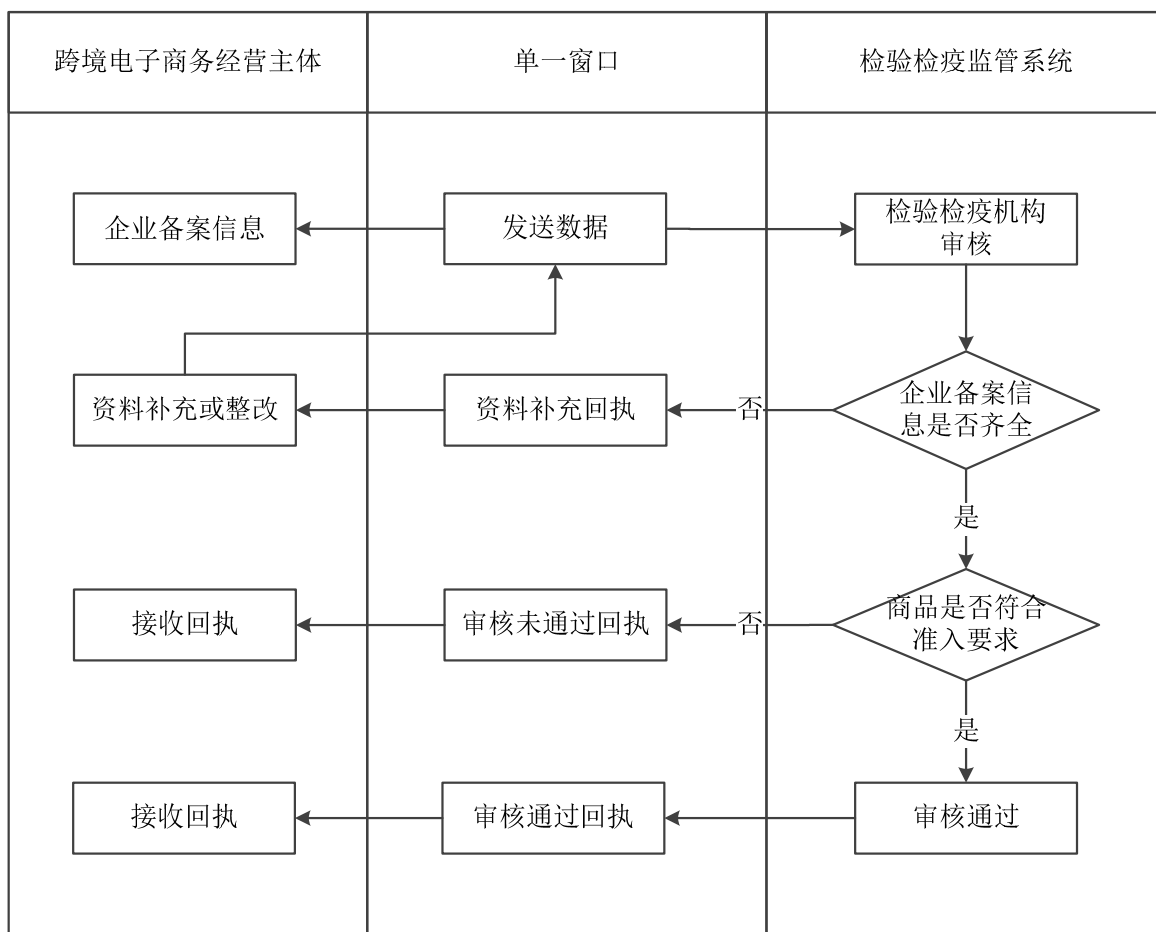 跨境电子商务经营主体
单一窗口
检验检疫监管系统
企业备案信息
发送数据
检验检疫机构
审核
资料补充或整改
资料补充回执
否
企业备案信
息是否齐全
是
接收回执
审核未通过回执
否
商品是否符合
准入要求
是
接收回执
审核通过回执
审核通过